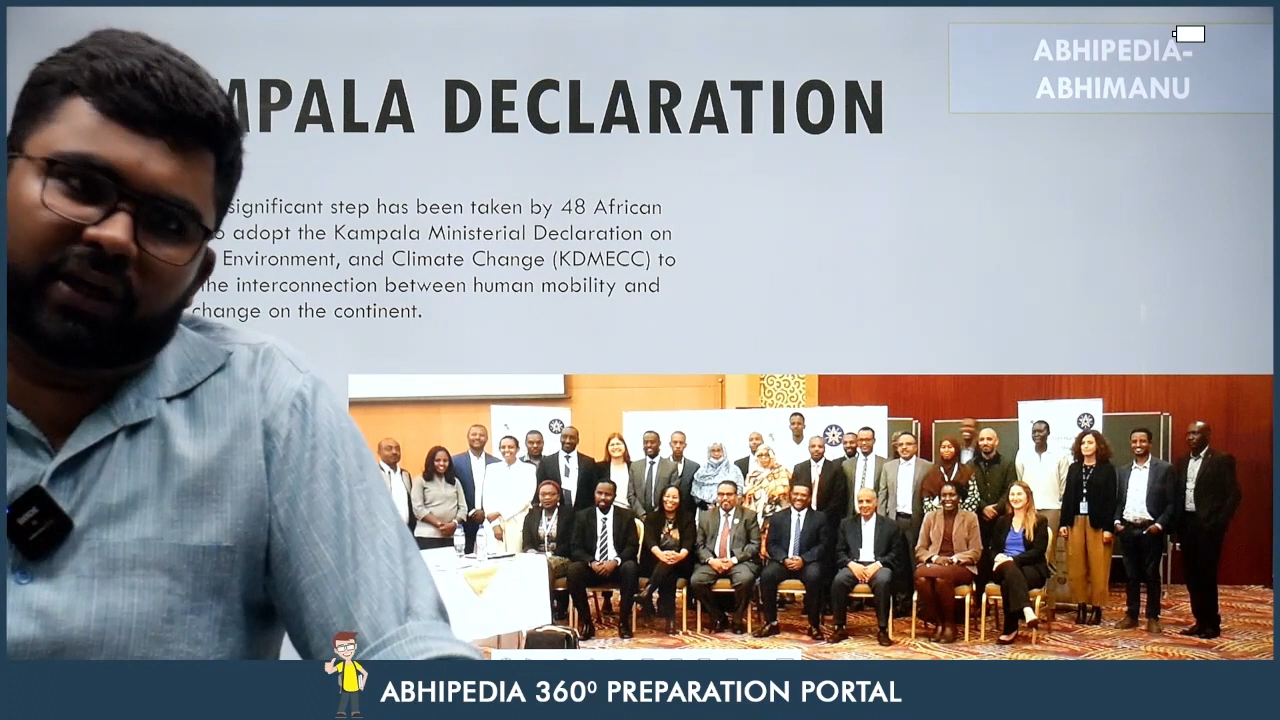 MPALA DECLARATION
ABHIPEDIA-
ABHIMANU
significant step has been taken by 48 African
adopt the Kampala Ministerial Declaration on
Environment, and Climate Change (KDMECC) to
the interconnection between human mobility and
change on the continent.
ABHIPEDIA 360⁰ PREPARATION PORTAL